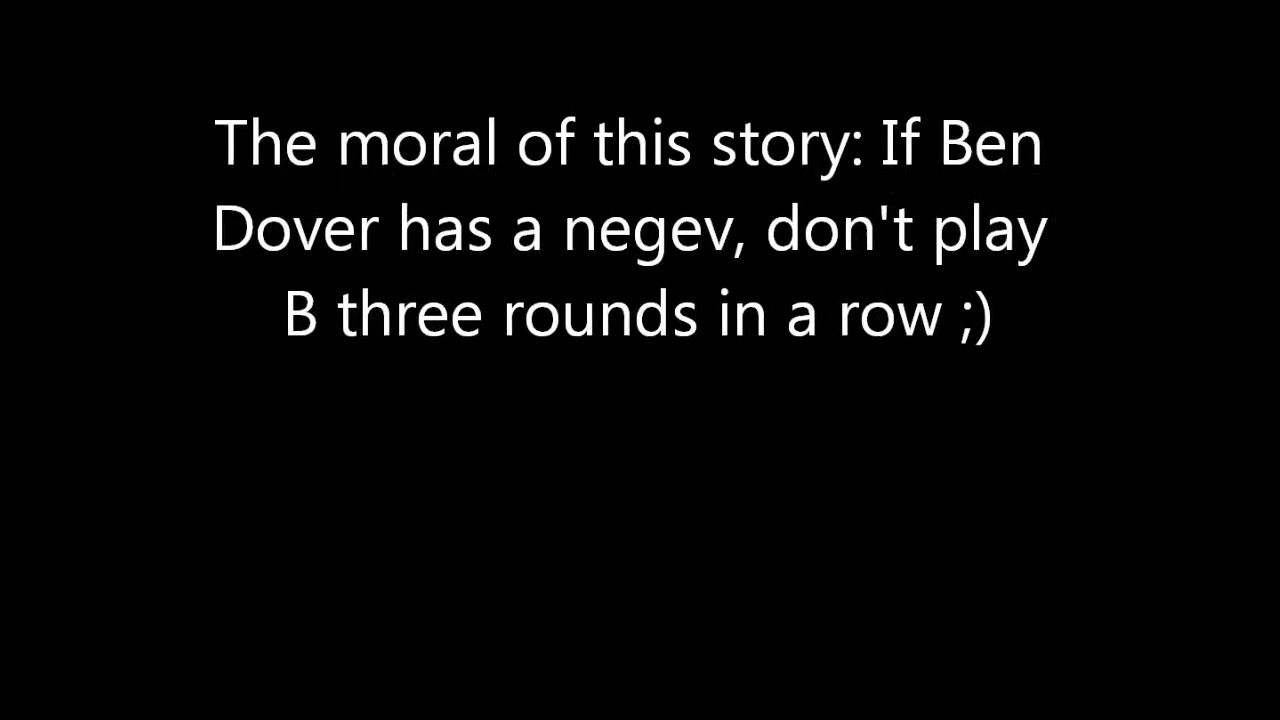 The moral of this story: If Ben
Dover has a negev, don't play
B three rounds in a row ;)